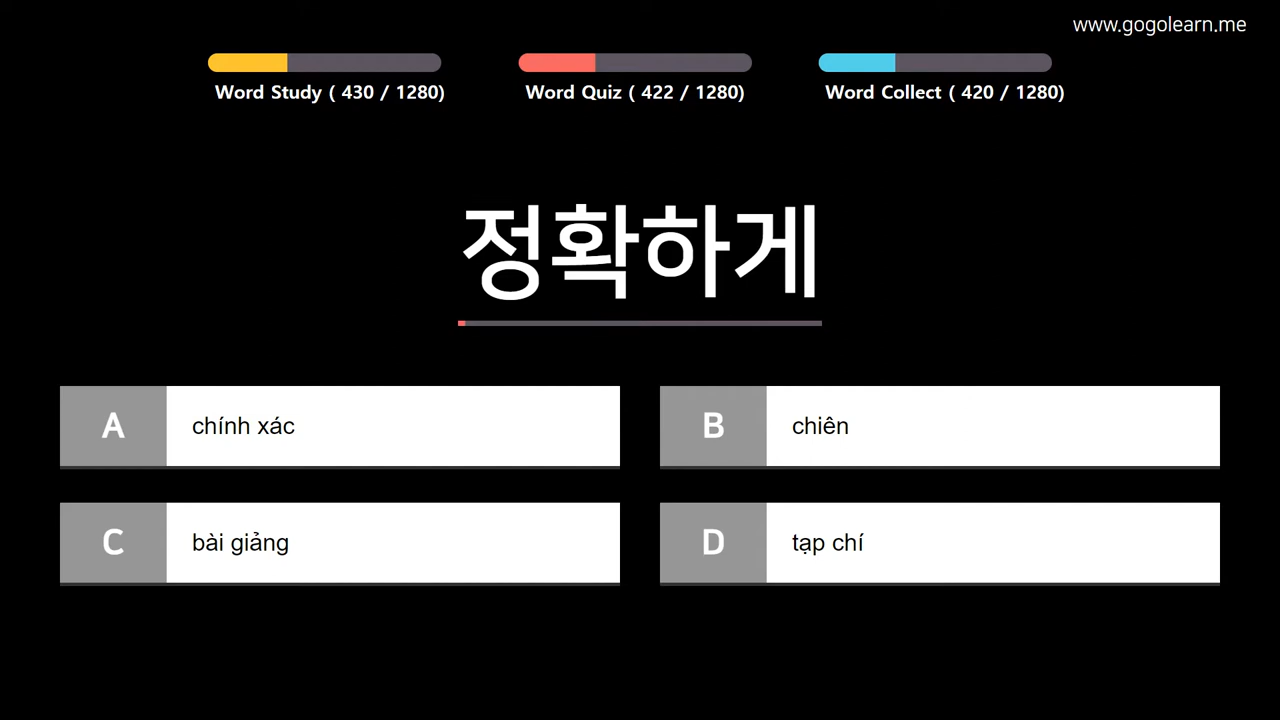 www.gogolearn.me
Word Study ( 430 / 1280)
Word Quiz ( 422 / 1280)
Word Collect ( 420 / 1280)
정확하게
A chính xác
B chiên
C bài giảng
D tạp chí